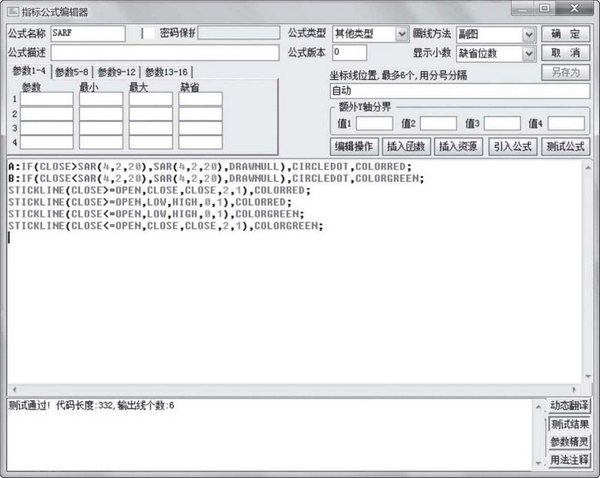 指标公式编辑器
公式名称 SARF 密码保护 公式类型 其他类型 画线方法 副图 确 定
公式描述 公式版本 0 显示小数 缺省位数 取 消
参数1-4 参数5-8 参数9-12 参数13-16 坐标线位置,最多6个,用分号分隔 另存为
参数 最小 最大 缺省 自动
1 额外Y轴分界
2 值1 值2 值3 值4
3
4 编辑操作 插入函数 插入资源 引入公式 测试公式
A:IF(CLOSE>SAR(4,2,20),SAR(4,2,20),DRAWNULL),CIRCLEDOT,COLORRED;
B:IF(CLOSE<SAR(4,2,20),SAR(4,2,20),DRAWNULL),CIRCLEDOT,COLORGREEN;
STICKLINE(CLOSE>=OPEN,CLOSE,CLOSE,2,1),COLORRED;
STICKLINE(CLOSE>=OPEN,LOW,HIGH,0,1),COLORRED;
STICKLINE(CLOSE<=OPEN,LOW,HIGH,0,1),COLORGREEN;
STICKLINE(CLOSE<=OPEN,CLOSE,CLOSE,2,1),COLORGREEN;
测试通过! 代码长度:332,输出线个数:6
动态翻译
测试结果
参数精灵
用法注释